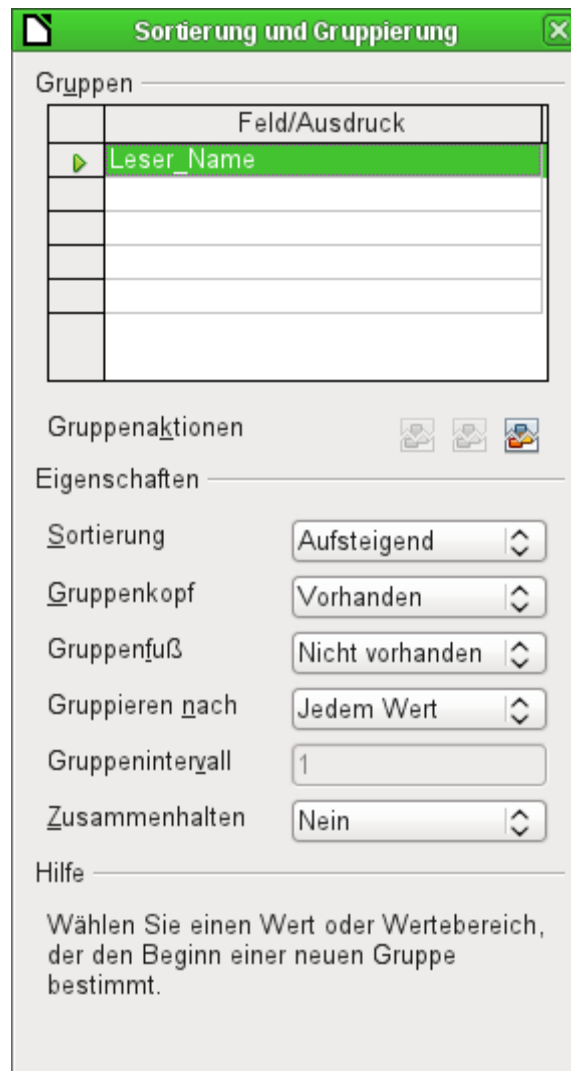 Sortierung und Gruppierung
Gruppen
Feld/Ausdruck
Leser_Name
Gruppenaktionen
Eigenschaften
Sortierung
Aufsteigend
Gruppenkopf
Vorhanden
Gruppenfuß
Nicht vorhanden
Gruppieren nach
Jedem Wert
Gruppenintervall
1
Zusammenhalten
Nein
Hilfe
Wählen Sie einen Wert oder Wertebereich,
der den Beginn einer neuen Gruppe
bestimmt.